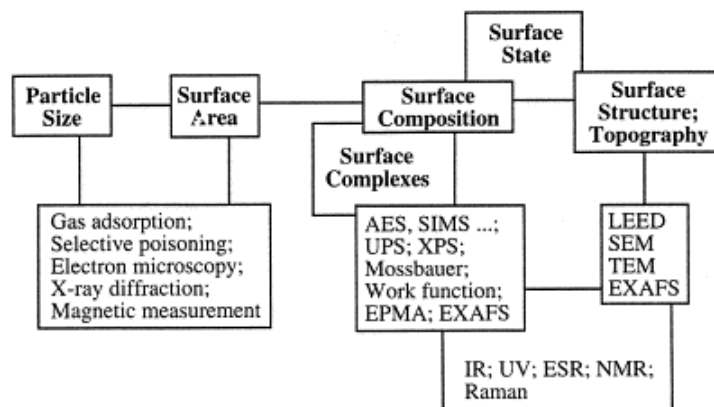 Surface
State
Particle
Size
Surface
Area
Surface
Composition
Surface
Structure;
Topography
Surface
Complexes
Gas adsorption;
Selective poisoning;
Electron microscopy;
X-ray diffraction;
Magnetic measurement
AES, SIMS ...;
UPS; XPS;
Mossbauer;
Work function;
EPMA; EXAFS
LEED
SEM
TEM
EXAFS
IR; UV; ESR; NMR;
Raman